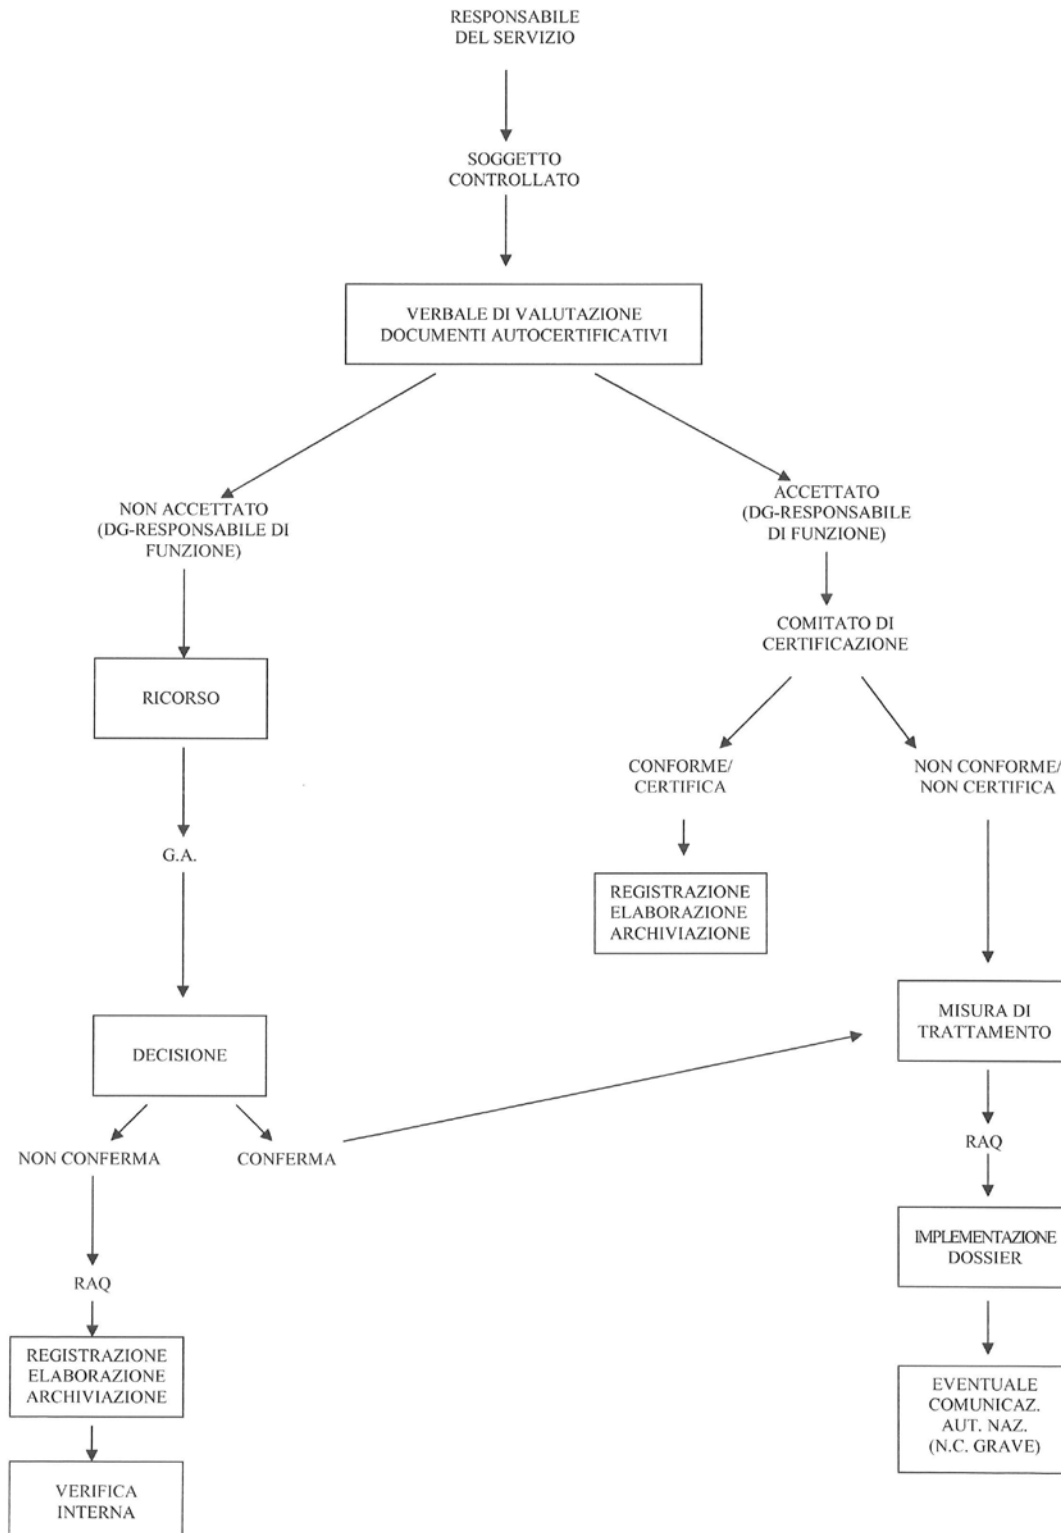 RESPONSABILE
DEL SERVIZIO
SOGGETTO
CONTROLLATO
VERBALE DI VALUTAZIONE
DOCUMENTI AUTOCERTIFICATIVI
NON ACCETTATO
(DG-RESPONSABILE DI
FUNZIONE)
ACCETTATO
(DG-RESPONSABILE
DI FUNZIONE)
COMITATO DI
CERTIFICAZIONE
RICORSO
CONFORME/
CERTIFICA
NON CONFORME/
NON CERTIFICA
G.A.
REGISTRAZIONE
ELABORAZIONE
ARCHIVIAZIONE
MISURA DI
TRATTAMENTO
DECISIONE
NON CONFERMA
CONFERMA
RAQ
IMPLEMENTAZIONE
DOSSIER
RAQ
REGISTRAZIONE
ELABORAZIONE
ARCHIVIAZIONE
EVENTUALE
COMUNICAZ.
AUT. NAZ.
(N.C. GRAVE)
VERIFICA
INTERNA